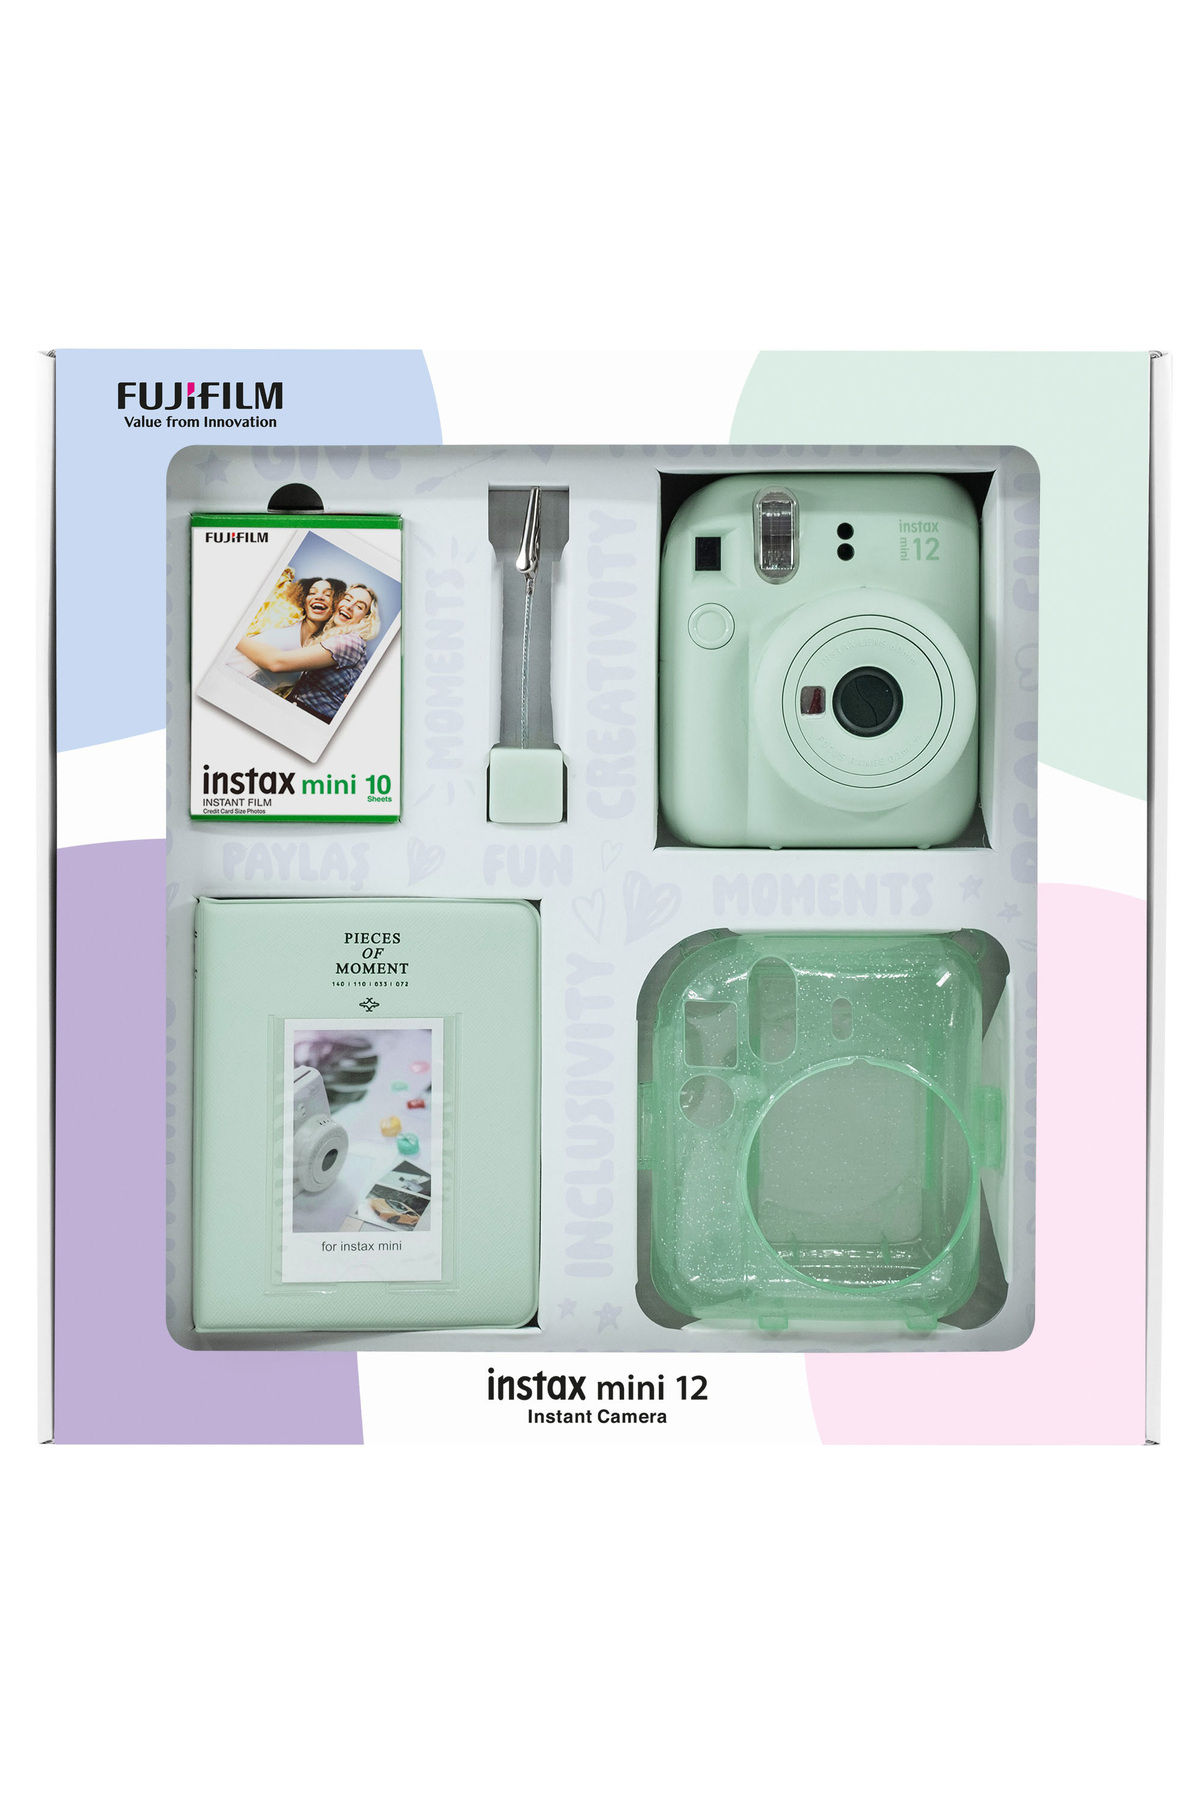 FUJIFILM
Value from Innovation
GIVE
MOMENTS
FUJIFILM
instax mini 10
Sheets
INSTANT FILM
Credit Card Size Photos
MOMENTS
CREATIVITY
instax
mini 12
PAYLAŞ
FUN
MOMENTS
PIECES
OF
MOMENT
140 | 110 | 033 | 072
for instax mini
INCLUSIVITY
instax mini 12
Instant Camera